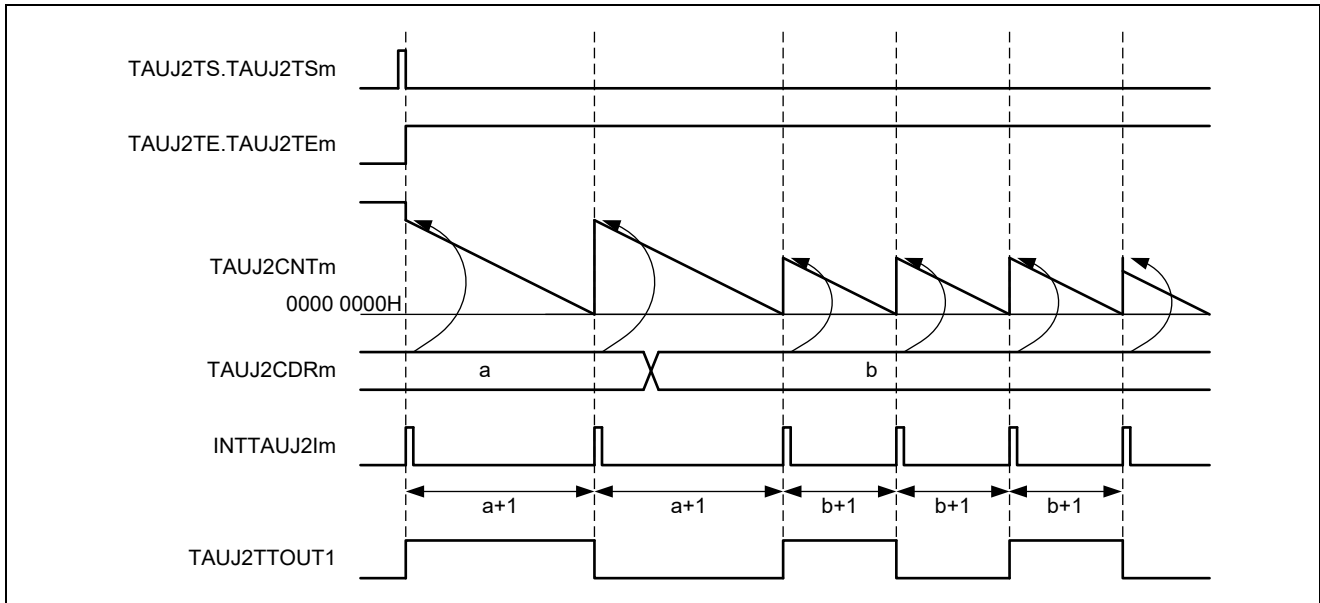 TAUJ2TS.TAUJ2TSm
TAUJ2TE.TAUJ2TEm
TAUJ2CNTm
0000 0000H
TAUJ2CDRm
a
b
INTTAUJ2Im
a+1
a+1
b+1
b+1
b+1
TAUJ2TTOUT1